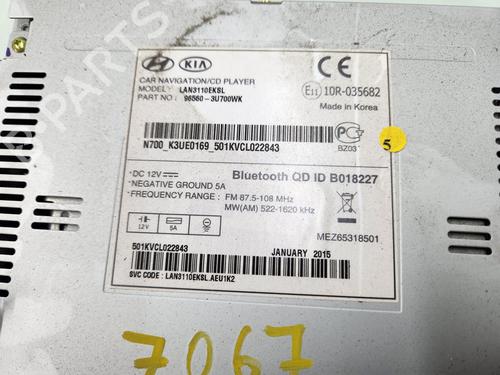 HYUNDAI KIA
CAR NAVIGATION/CD PLAYER
MODEL : LAN3110EKSL
PART NO : 96560-3U700WK
CE
E11 10R-035682
Made in Korea
N700_K3UE0169_501KVCL022843
PCT
BZ03
5
DC 12V
NEGATIVE GROUND 5A
Bluetooth QD ID B018227
FREQUENCY RANGE : FM 87.5-108 MHz
MW(AM) 522-1620 kHz
12V 5A
MEZ65318501
501KVCL022843
JANUARY 2015
SVC CODE : LAN3110EKSL.AEU1K2
7067